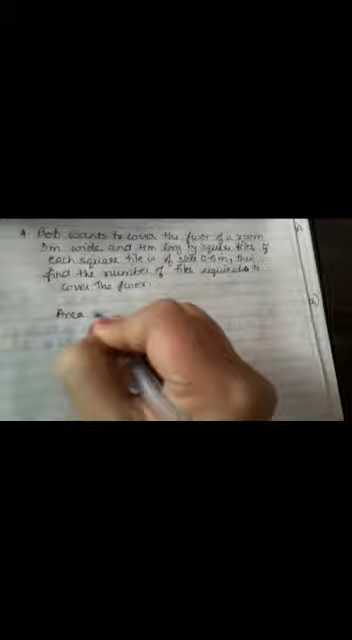 4. Bob wants to cover the floor of a room
3m wide and 4m long by square tiles. If
each square tile is of side 0.5m, then
find the number of tiles required to
cover the floor.
Area